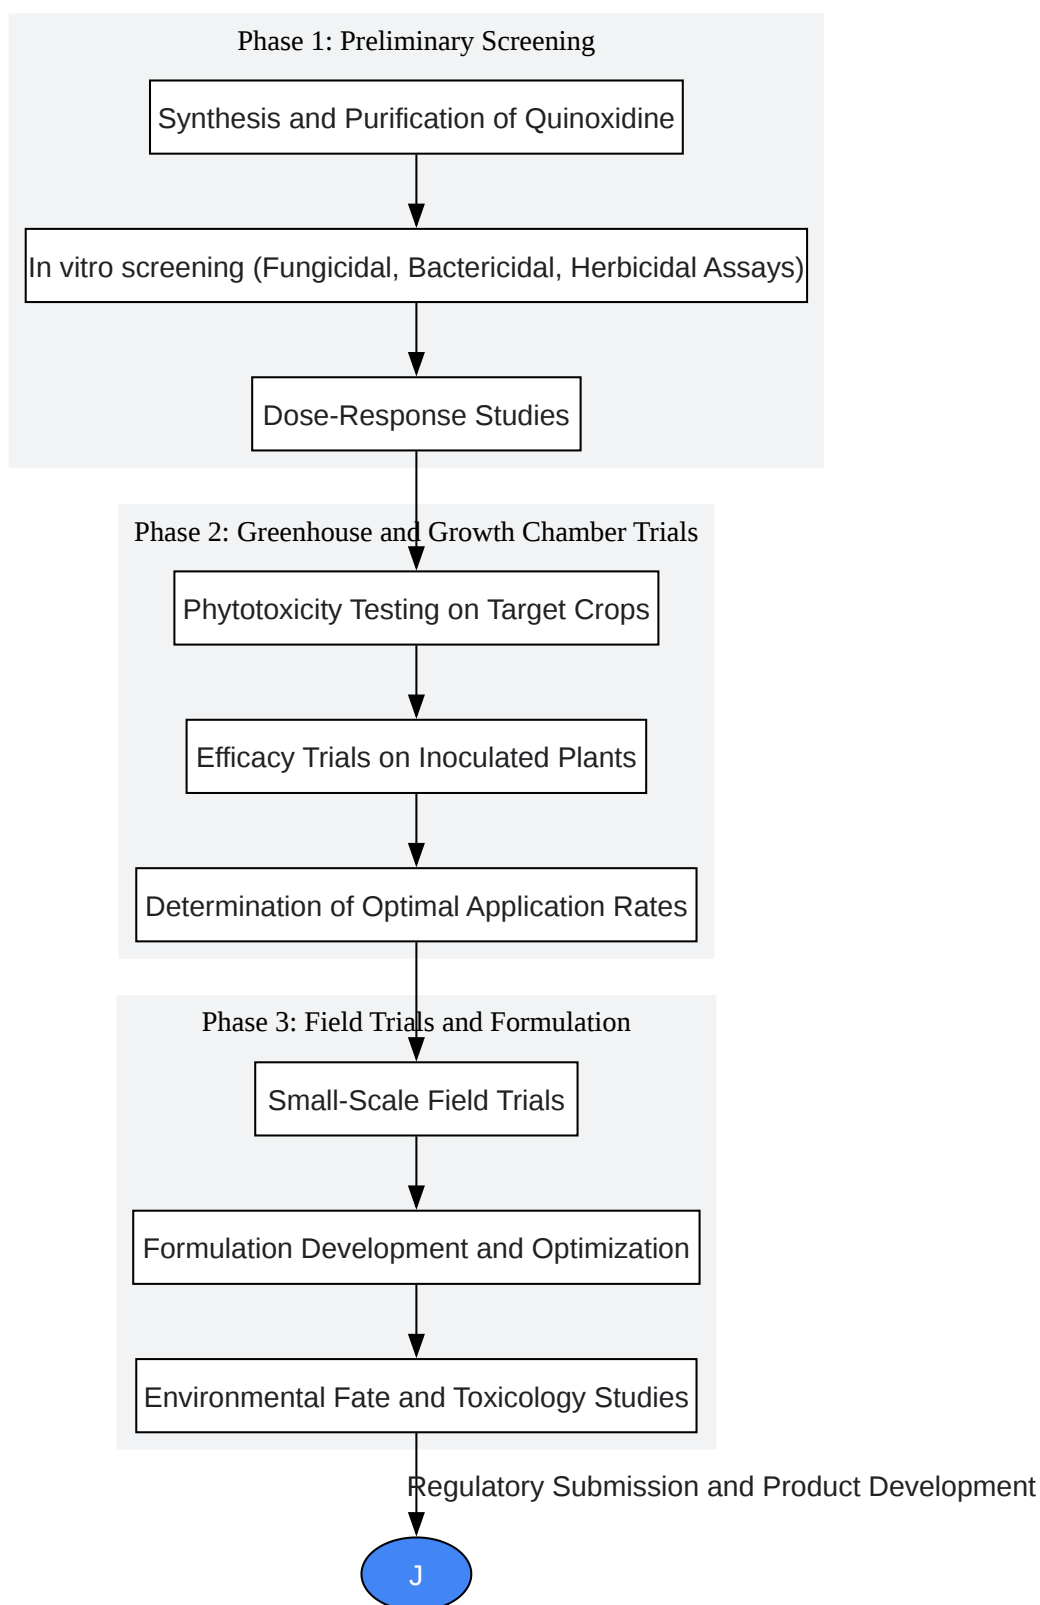 Phase 1: Preliminary Screening
Synthesis and Purification of Quinoxidine
In vitro screening (Fungicidal, Bactericidal, Herbicidal Assays)
Dose-Response Studies
Phase 2: Greenhouse and Growth Chamber Trials
Phytotoxicity Testing on Target Crops
Efficacy Trials on Inoculated Plants
Determination of Optimal Application Rates
Phase 3: Field Trials and Formulation
Small-Scale Field Trials
Formulation Development and Optimization
Environmental Fate and Toxicology Studies
Regulatory Submission and Product Development
J